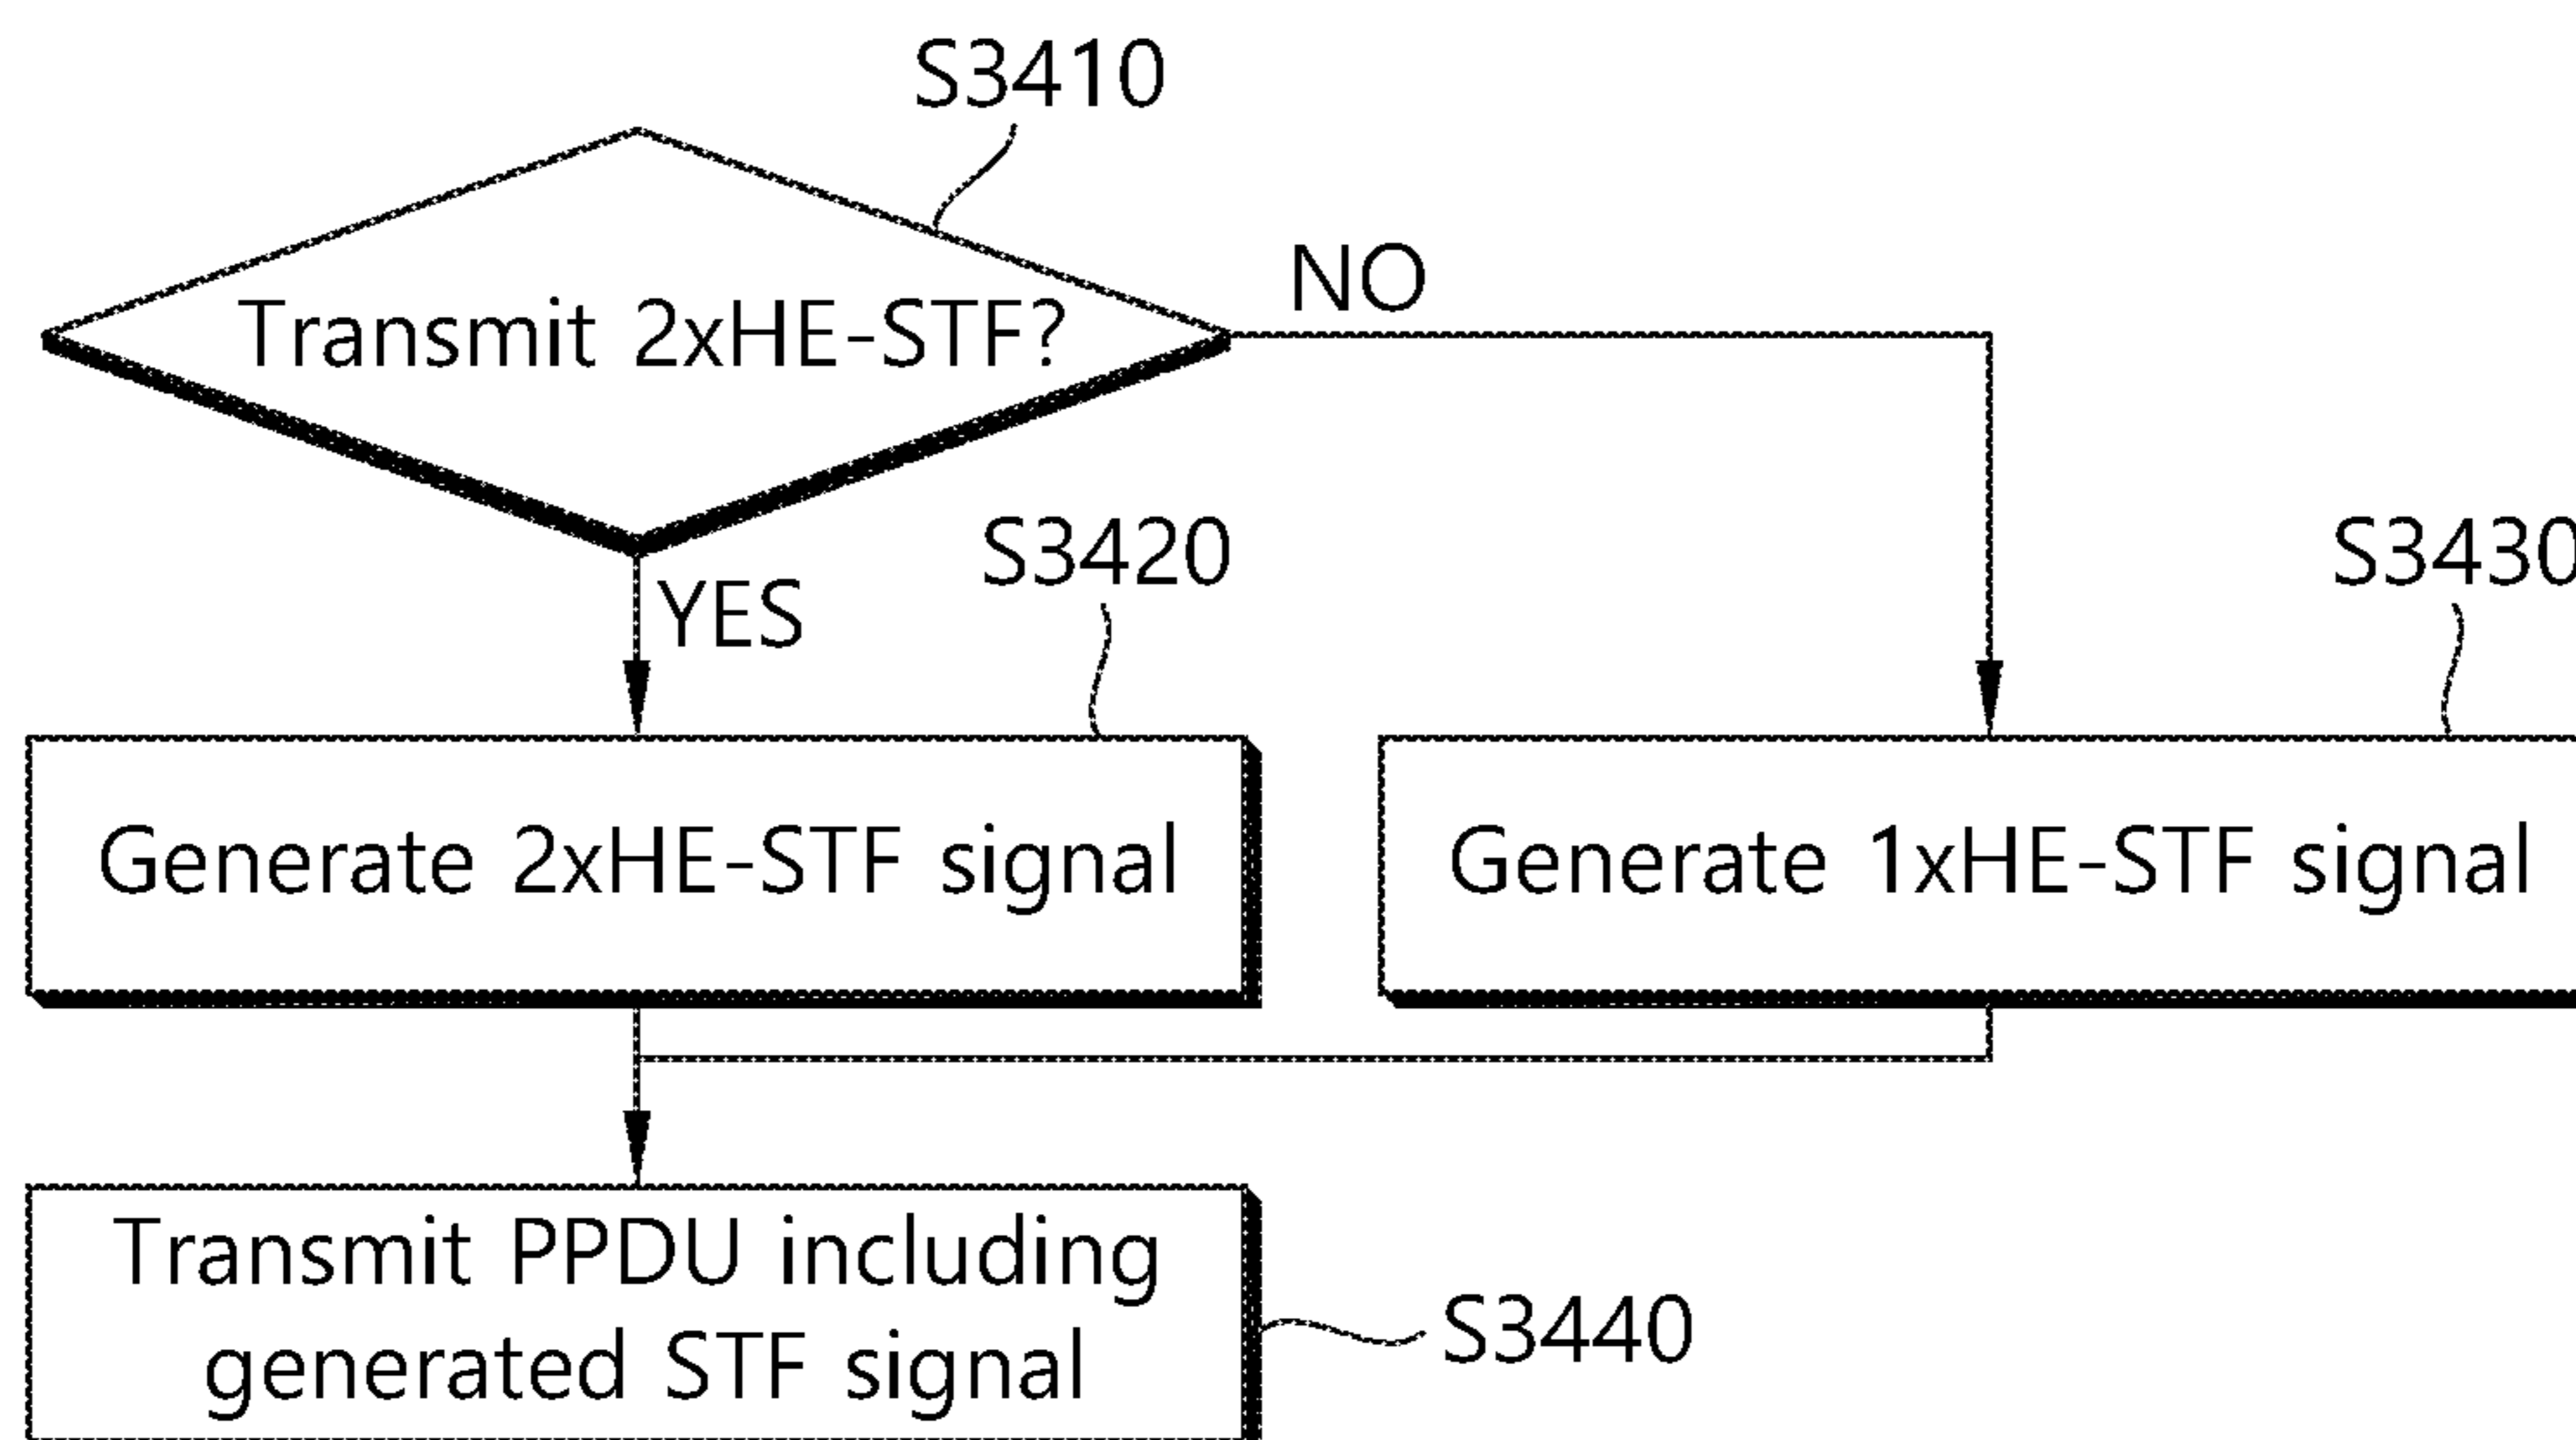 S3410
Transmit 2xHE-STF?
NO
YES
S3420
S3430
Generate 2xHE-STF signal
Generate 1xHE-STF signal
Transmit PPDU including
generated STF signal
S3440